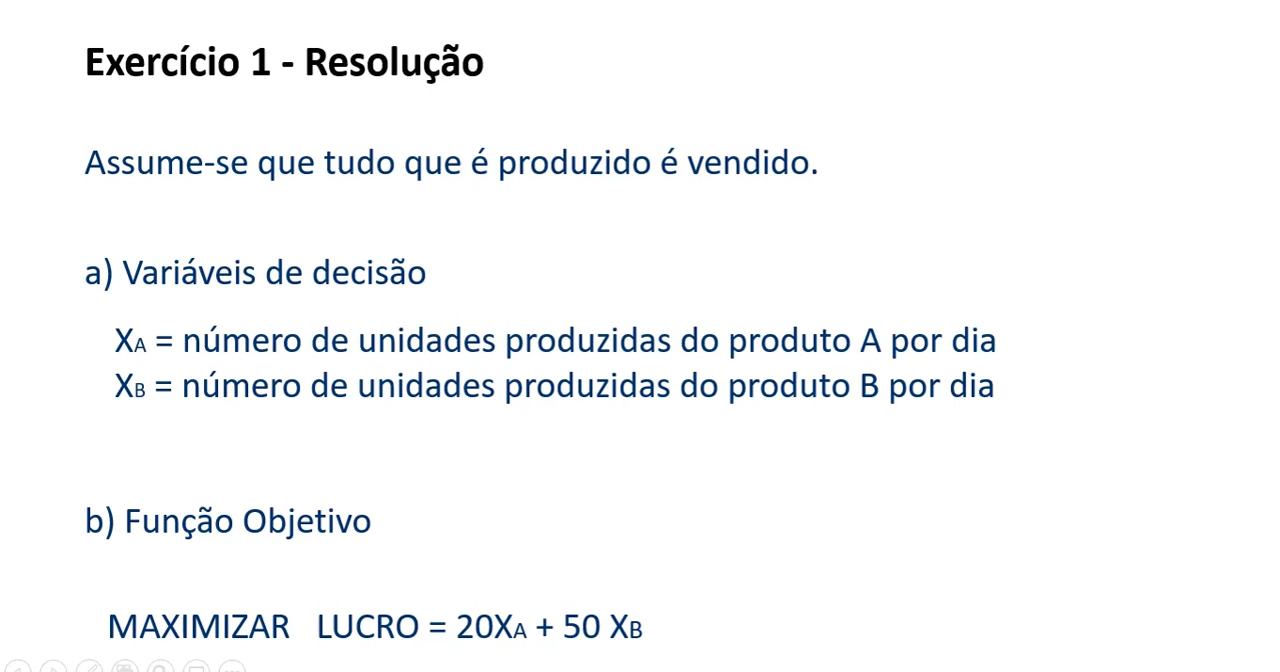 Exercício 1 - Resolução
Assume-se que tudo que é produzido é vendido.
a) Variáveis de decisão
XA = número de unidades produzidas do produto A por dia
XB = número de unidades produzidas do produto B por dia
b) Função Objetivo
MAXIMIZAR LUCRO = 20XA + 50 XB